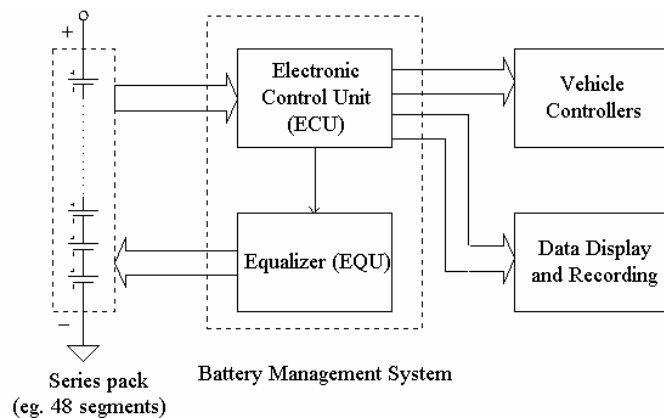 +
Electronic
Control Unit
(ECU)
Vehicle
Controllers
Equalizer (EQU)
Data Display
and Recording
−
Series pack
(eg. 48 segments)
Battery Management System